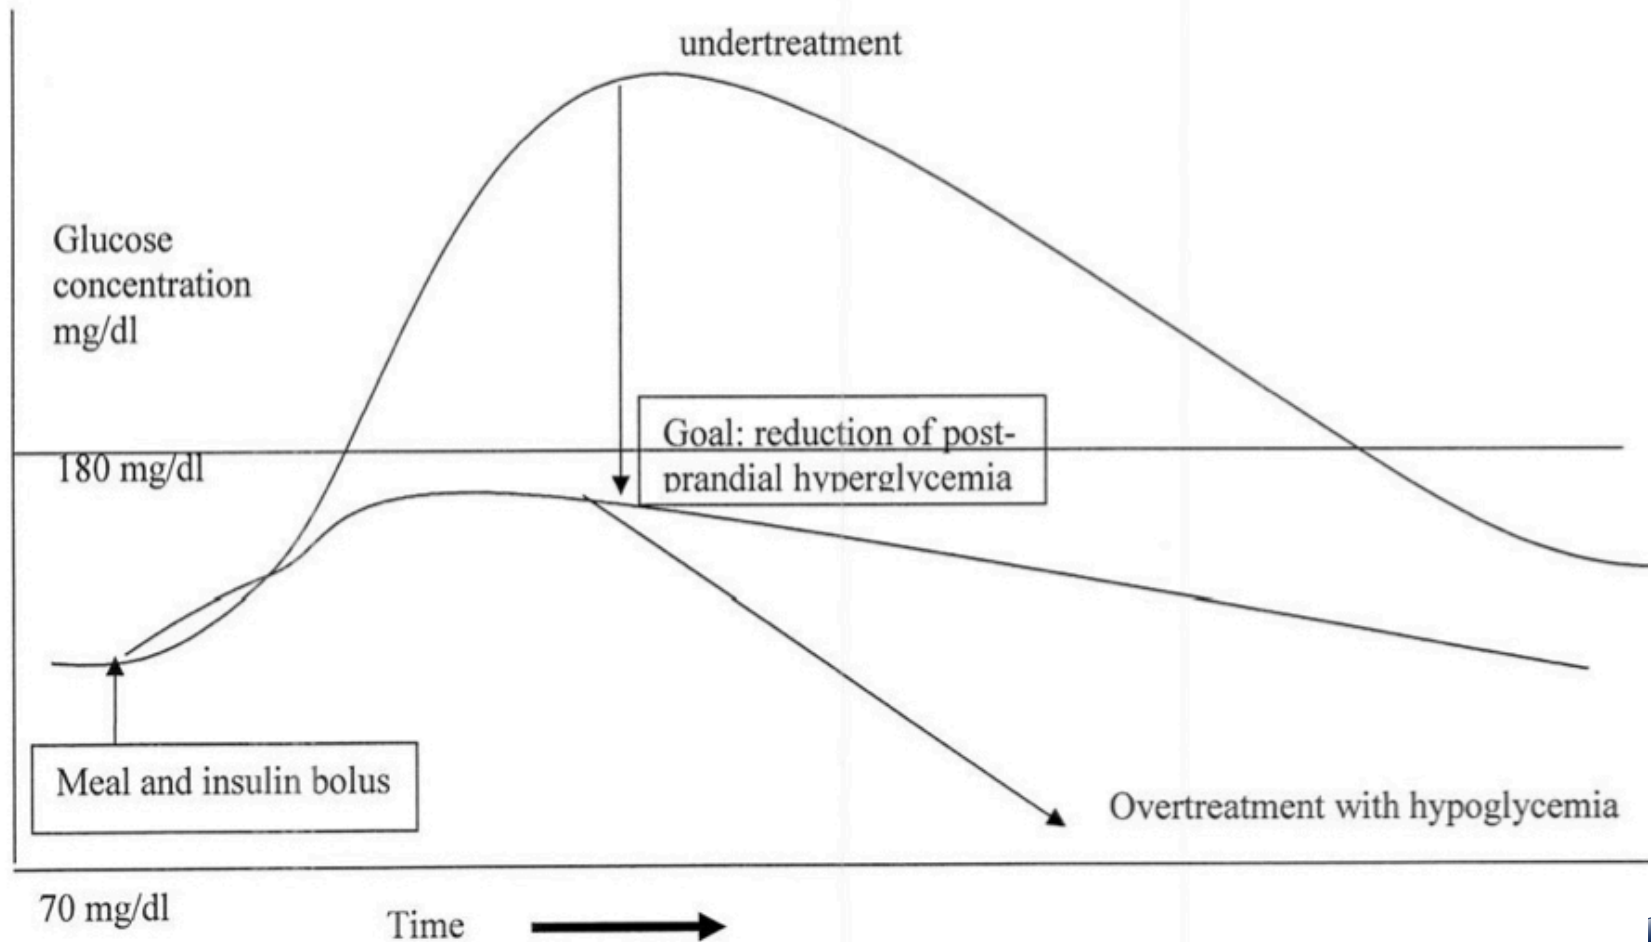 undertreatment
Glucose
concentration
mg/dl
Goal: reduction of post-
prandial hyperglycemia
180 mg/dl
Meal and insulin bolus
Overtreatment with hypoglycemia
70 mg/dl
Time